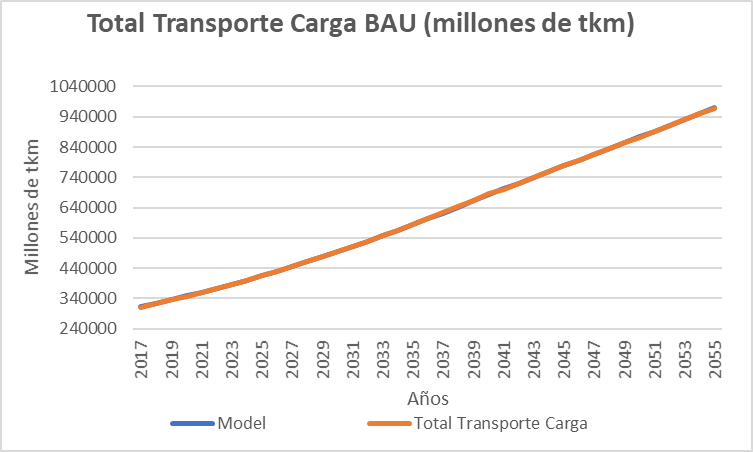 Total Transporte Carga BAU (millones de tkm)
1040000
940000
840000
740000
640000
540000
440000
340000
240000
Millones de tkm
2017 2019 2021 2023 2025 2027 2029 2031 2033 2035 2037 2039 2041 2043 2045 2047 2049 2051 2053 2055
Años
Model Total Transporte Carga